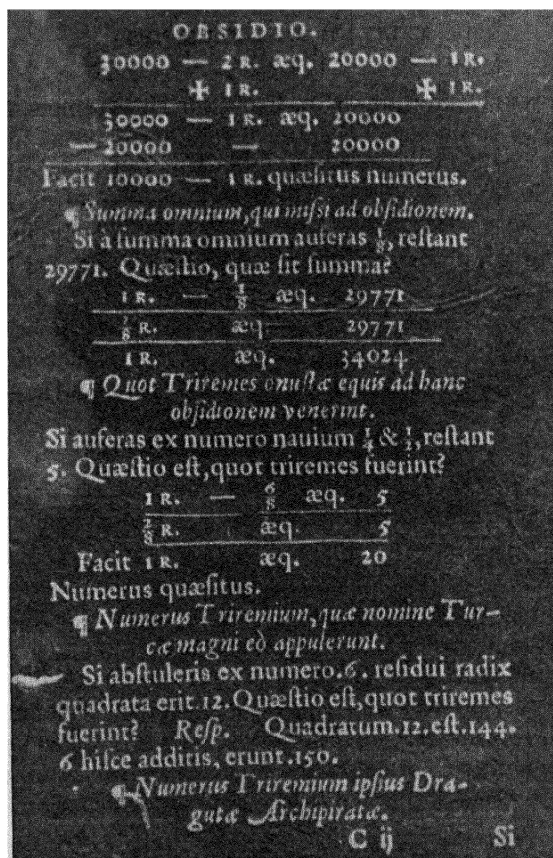 OBSIDIO.
30000 — 2 R. æq. 20000 — 1 R.
✠ 1 R. ✠ 1 R.
30000 — 1 R. æq. 20000
— 20000 — 20000
Facit 10000 — 1 R. quæſitus numerus.
¶ Summa omnium, qui miſſi ad obſidionem.
Si à ſumma omnium auferas 1/8, reſtant
29771. Quæſtio, quæ ſit ſumma?
1 R. — 1/8 æq. 29771
7/8 R. æq 29771
1 R. æq. 34024
¶ Quot Triremes onuſtæ equis ad hanc
obſidionem venerint.
Si auferas ex numero nauium 1/4 & 1/2, reſtant
5. Quæſtio eſt, quot triremes fuerint?
1 R. — 6/8 æq. 5
2/8 R. æq. 5
Facit 1 R. æq. 20
Numerus quæſitus.
¶ Numerus Triremium, quæ nomine Tur-
cæ magni eò appulerunt.
Si abſtuleris ex numero.6. reſidui radix
quadrata erit.12. Quæſtio eſt, quot triremes
fuerint? Reſp. Quadratum.12.eſt.144.
6 hiſce additis, erunt.150.
¶ Numerus Triremium ipſius Dra-
gutæ Archipiratæ.
C ij Si